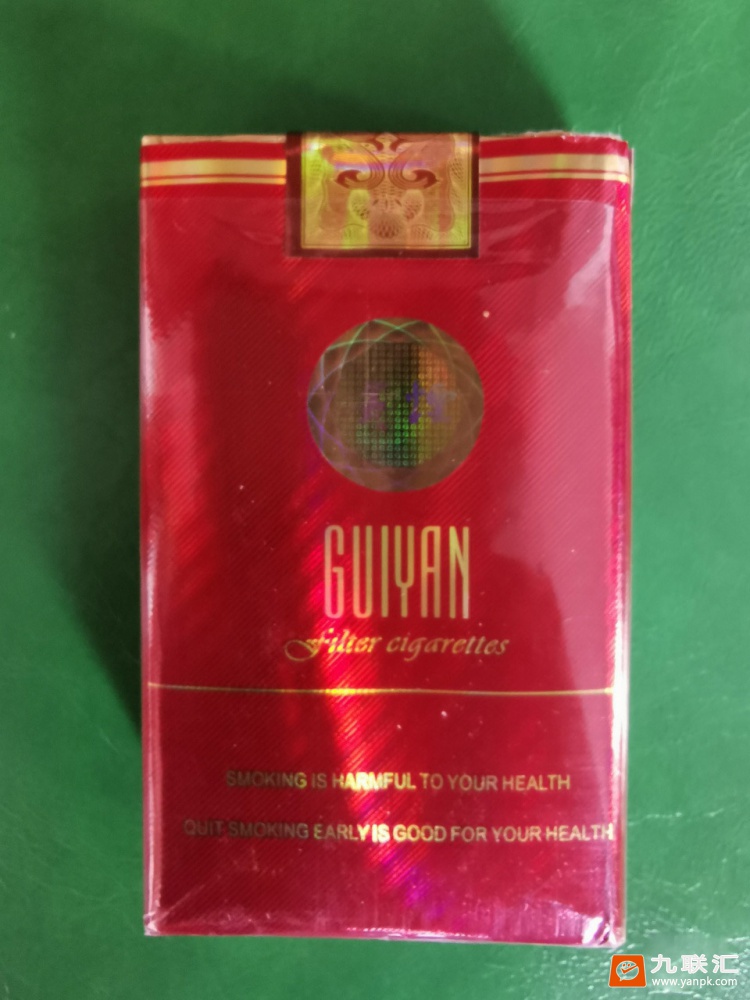 GUIYAN
Filter cigarettes
SMOKING IS HARMFUL TO YOUR HEALTH
QUIT SMOKING EARLY IS GOOD FOR YOUR HEALTH
九联汇
www.yanpk.com